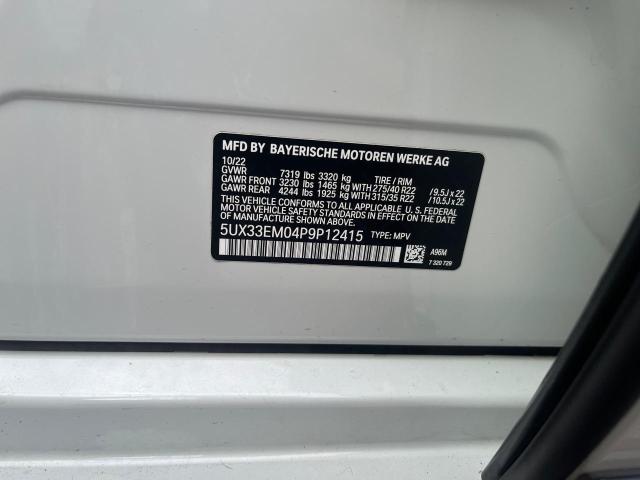 MFD BY BAYERISCHE MOTOREN WERKE AG
10/22
GVWR 7319 lbs 3320 kg TIRE / RIM
GAWR FRONT 3230 lbs 1465 kg WITH 275/40 R22 / 9.5J x 22
GAWR REAR 4244 lbs 1925 kg WITH 315/35 R22 / 10.5J x 22
THIS VEHICLE CONFORMS TO ALL APPLICABLE U.S. FEDERAL
MOTOR VEHICLE SAFETY STANDARDS IN EFFECT ON
THE DATE OF MANUFACTURE SHOWN ABOVE.
5UX33EM04P9P12415 TYPE: MPV
A96M
7 320 729